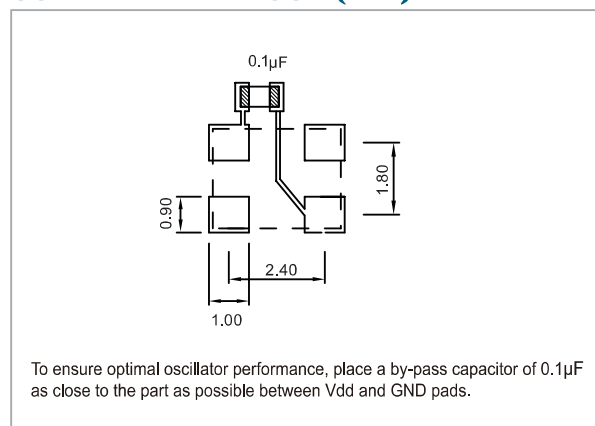 0.1µF
1.80
0.90
2.40
1.00
To ensure optimal oscillator performance, place a by-pass capacitor of 0.1µF
as close to the part as possible between Vdd and GND pads.